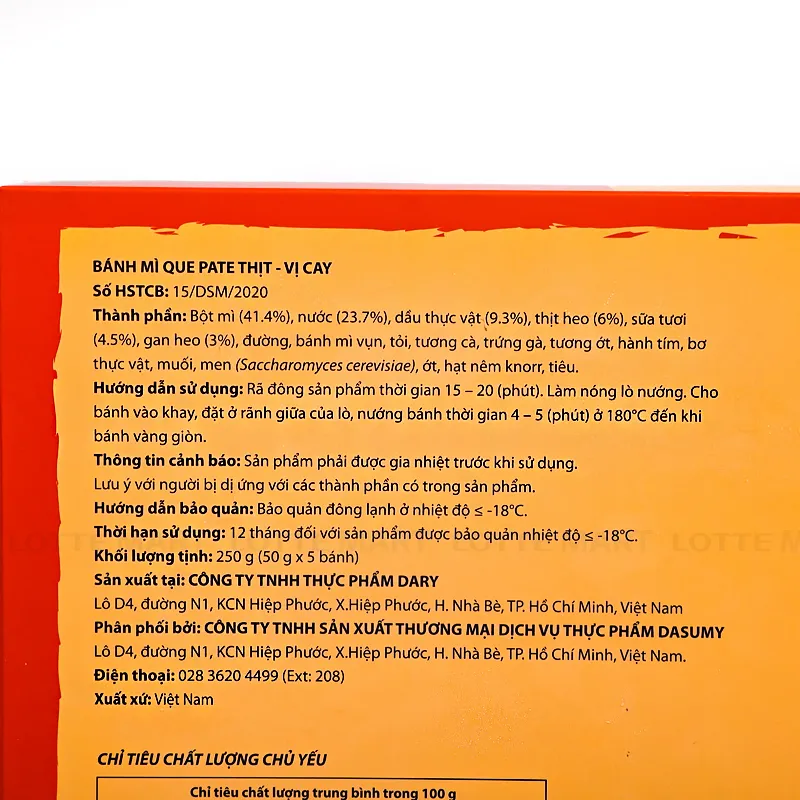 BÁNH MÌ QUE PATE THỊT - VỊ CAY
Số HSTCB: 15/DSM/2020
Thành phần: Bột mì (41.4%), nước (23.7%), dầu thực vật (9.3%), thịt heo (6%), sữa tươi
(4.5%), gan heo (3%), đường, bánh mì vụn, tỏi, tương cà, trứng gà, tương ớt, hành tím, bơ
thực vật, muối, men (Saccharomyces cerevisiae), ớt, hạt nêm knorr, tiêu.
Hướng dẫn sử dụng: Rã đông sản phẩm thời gian 15 – 20 (phút). Làm nóng lò nướng. Cho
bánh vào khay, đặt ở rãnh giữa của lò, nướng bánh thời gian 4 – 5 (phút) ở 180°C đến khi
bánh vàng giòn.
Thông tin cảnh báo: Sản phẩm phải được gia nhiệt trước khi sử dụng.
Lưu ý với người bị dị ứng với các thành phần có trong sản phẩm.
Hướng dẫn bảo quản: Bảo quản đông lạnh ở nhiệt độ ≤ -18°C.
Thời hạn sử dụng: 12 tháng đối với sản phẩm được bảo quản nhiệt độ ≤ -18°C.
LOTTE MART LOTTE MART LOTTE MART LOTTE M
Khối lượng tịnh: 250 g (50 g x 5 bánh)
Sản xuất tại: CÔNG TY TNHH THỰC PHẨM DARY
Lô D4, đường N1, KCN Hiệp Phước, X.Hiệp Phước, H. Nhà Bè, TP. Hồ Chí Minh, Việt Nam
Phân phối bởi: CÔNG TY TNHH SẢN XUẤT THƯƠNG MẠI DỊCH VỤ THỰC PHẨM DASUMY
Lô D4, đường N1, KCN Hiệp Phước, X.Hiệp Phước, H. Nhà Bè, TP. Hồ Chí Minh, Việt Nam.
Điện thoại: 028 3620 4499 (Ext: 208)
Xuất xứ: Việt Nam
CHỈ TIÊU CHẤT LƯỢNG CHỦ YẾU
Chỉ tiêu chất lượng trung bình trong 100 g